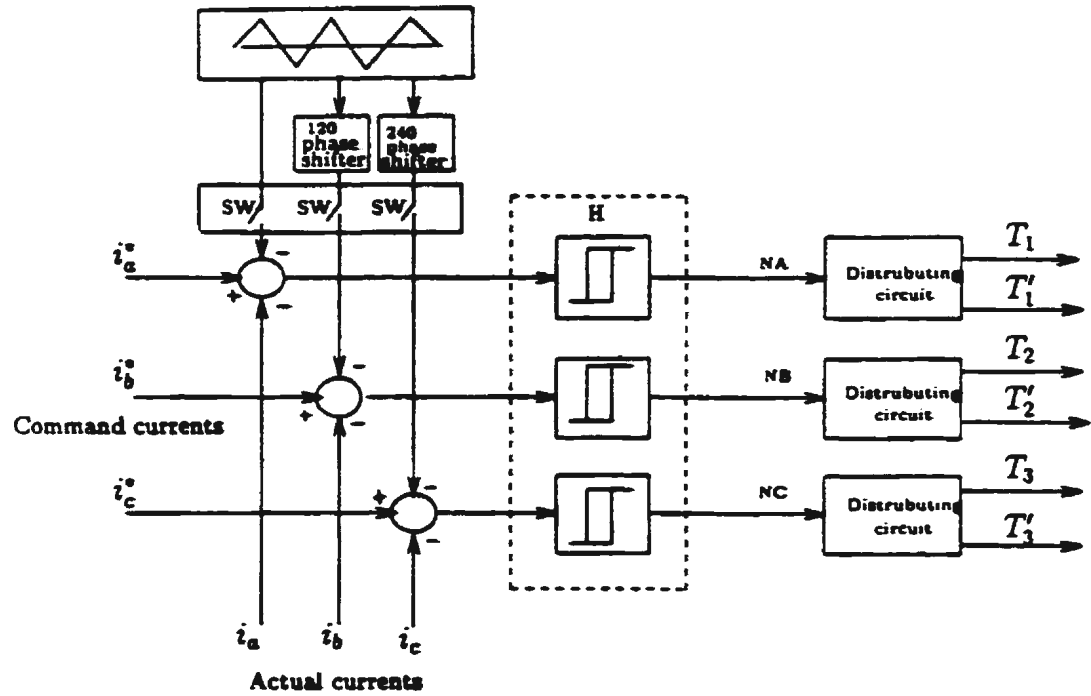 120
phase
shifter
240
phase
shifter
SW
SW
SW
H
i*a
i*b
Command currents
i*c
+
−
−
+
−
−
+
−
−
NA
NB
NC
Distrubuting
circuit
Distrubuting
circuit
Distrubuting
circuit
T1
T′1
T2
T′2
T3
T′3
ia
ib
ic
Actual currents